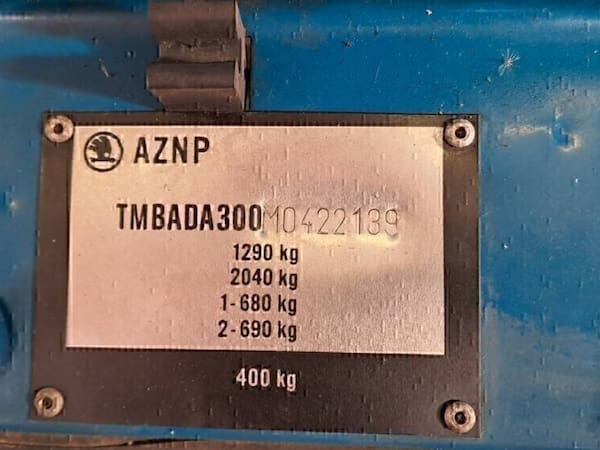 AZNP
TMBADA300M0422139
1290 kg
2040 kg
1-680 kg
2-690 kg
400 kg